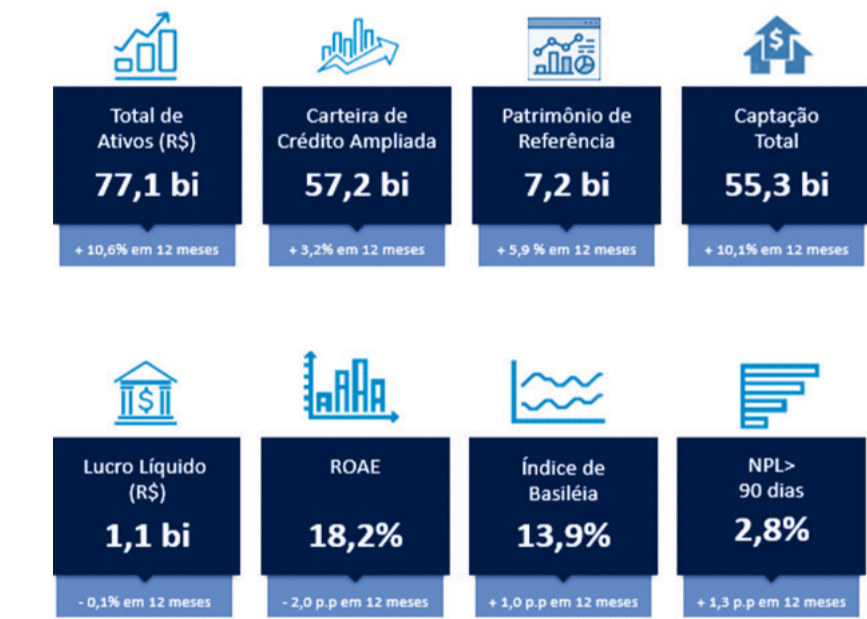 Total de
Ativos (R$)
77,1 bi
+ 10,6% em 12 meses
Carteira de
Crédito Ampliada
57,2 bi
+ 3,2% em 12 meses
Patrimônio de
Referência
7,2 bi
+ 5,9 % em 12 meses
Captação
Total
55,3 bi
+ 10,1% em 12 meses
Lucro Líquido
(R$)
1,1 bi
- 0,1% em 12 meses
ROAE
18,2%
- 2,0 p.p em 12 meses
Índice de
Basiléia
13,9%
+ 1,0 p.p em 12 meses
NPL>
90 dias
2,8%
+ 1,3 p.p em 12 meses